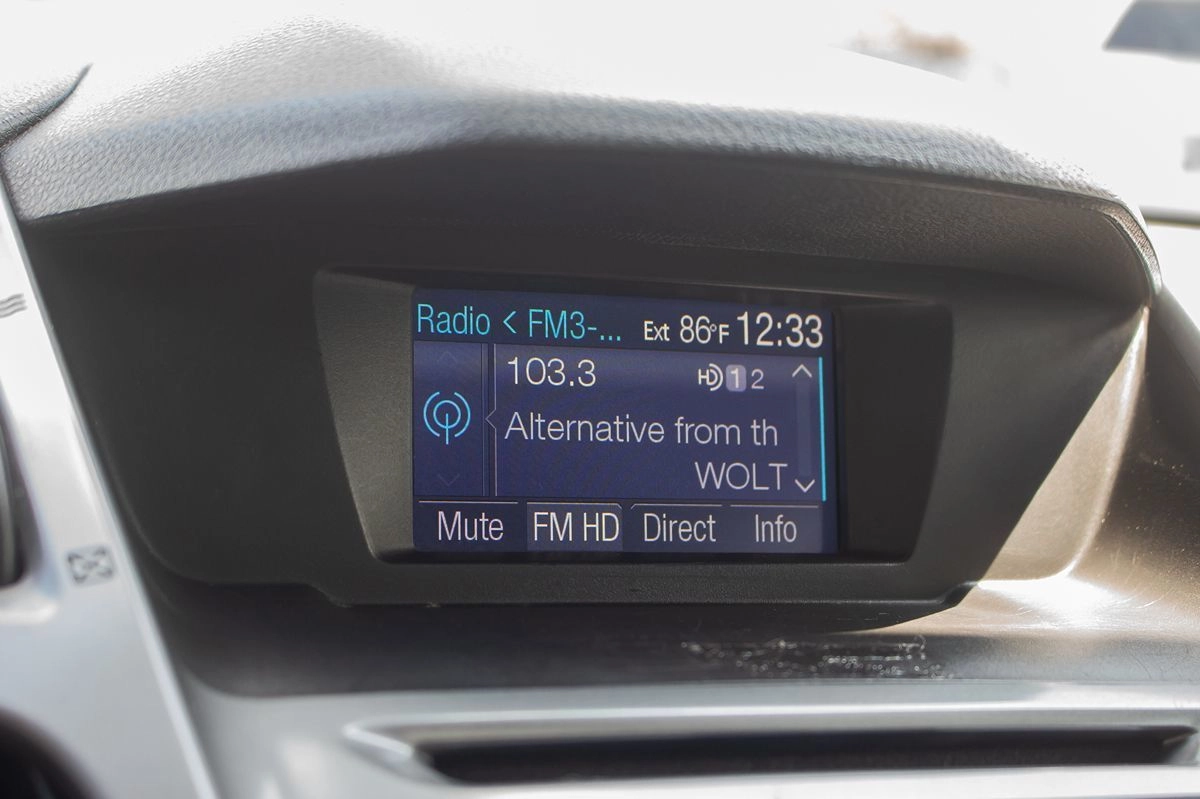 Radio < FM3-... Ext 86°F 12:33
103.3 HD 1 2
Alternative from th
WOLT
Mute FM HD Direct Info